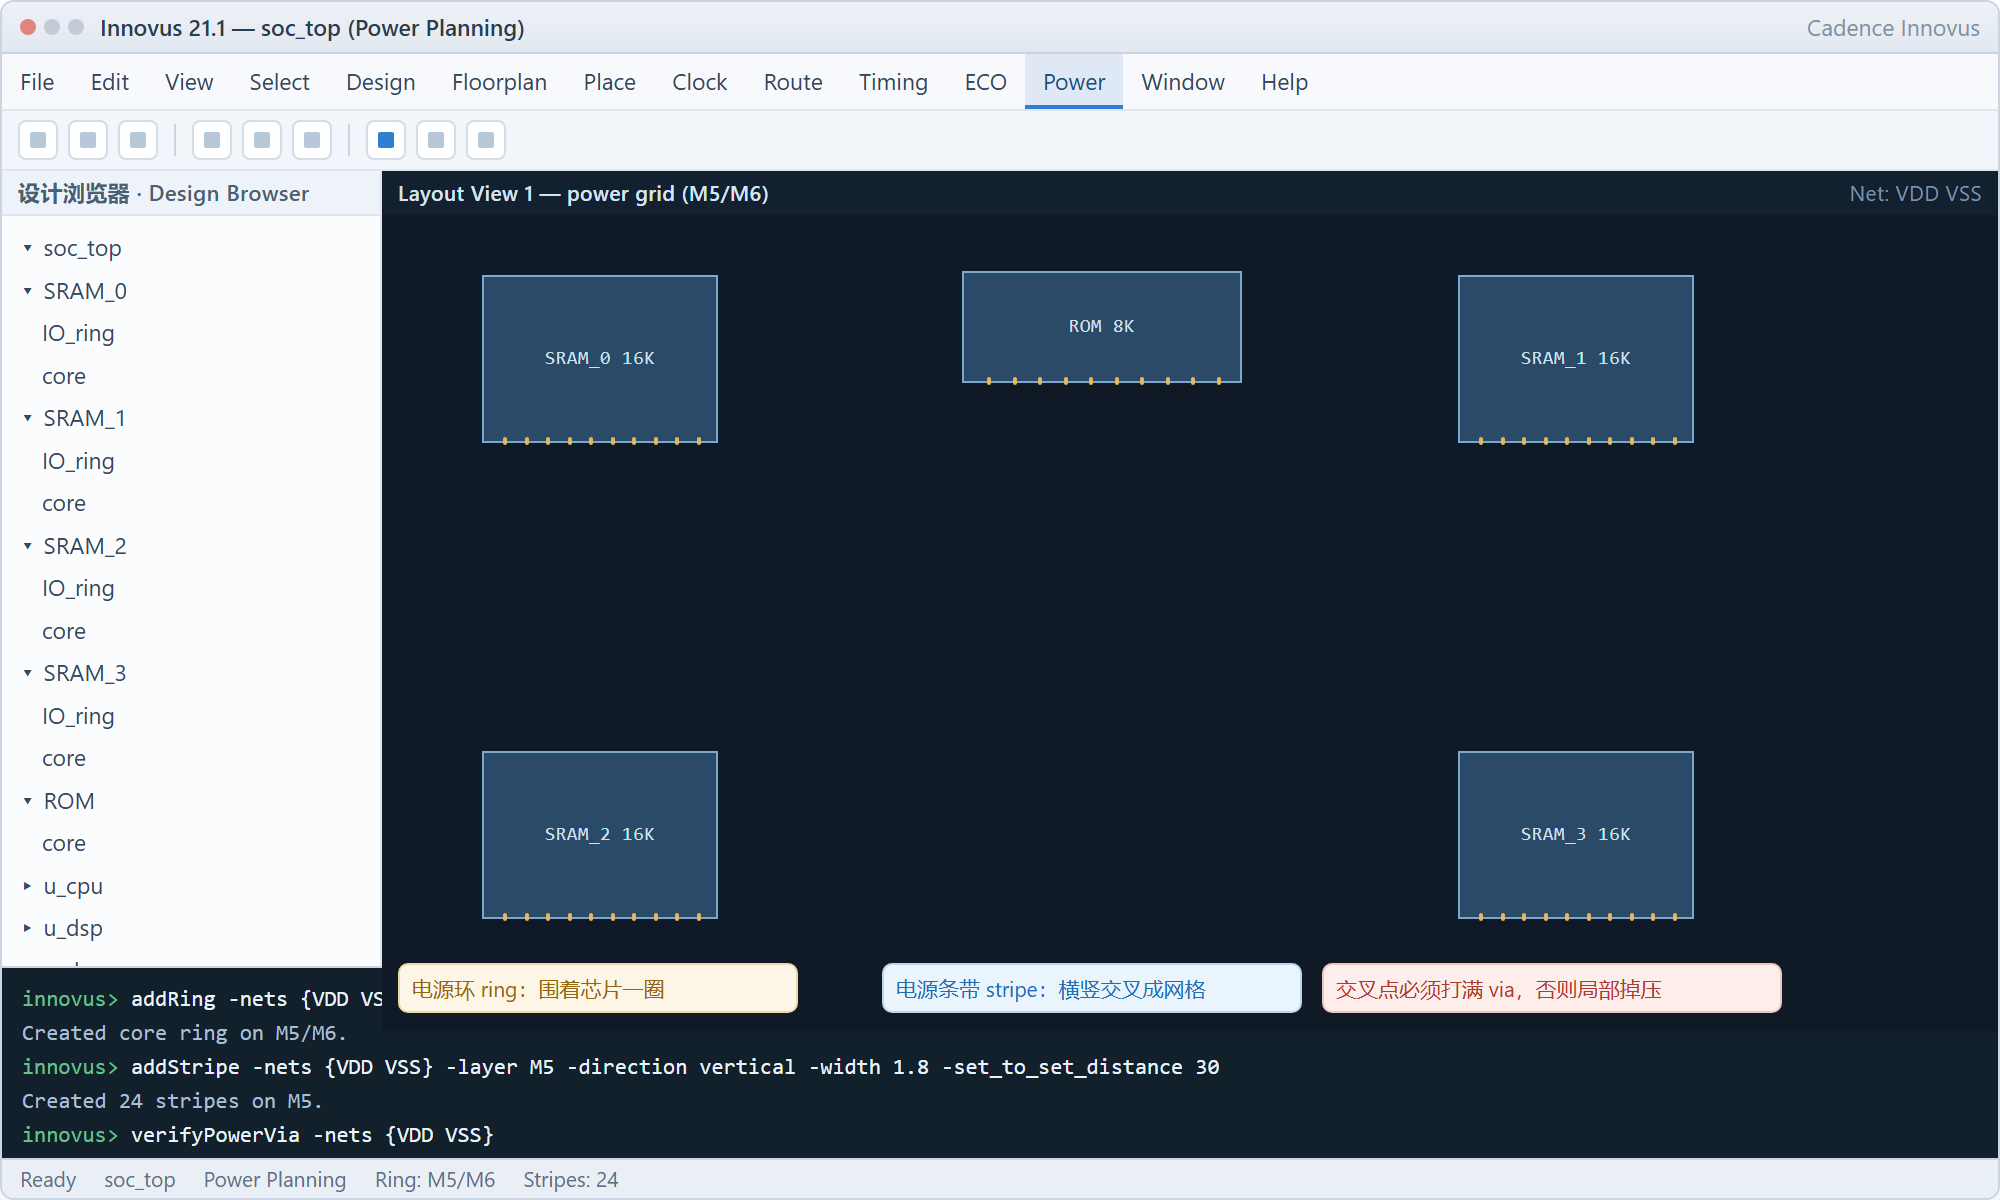 Innovus 21.1 — soc_top (Power Planning)
Cadence Innovus
File Edit View Select Design Floorplan Place Clock Route Timing ECO Power Window Help
设计浏览器 · Design Browser
soc_top
SRAM_0
IO_ring
core
SRAM_1
IO_ring
core
SRAM_2
IO_ring
core
SRAM_3
IO_ring
core
ROM
core
u_cpu
u_dsp
Layout View 1 — power grid (M5/M6)
Net: VDD VSS
SRAM_0 16K
ROM 8K
SRAM_1 16K
SRAM_2 16K
SRAM_3 16K
电源环 ring：围着芯片一圈
电源条带 stripe：横竖交叉成网格
交叉点必须打满 via，否则局部掉压
innovus> addRing -nets {VDD VS
Created core ring on M5/M6.
innovus> addStripe -nets {VDD VSS} -layer M5 -direction vertical -width 1.8 -set_to_set_distance 30
Created 24 stripes on M5.
innovus> verifyPowerVia -nets {VDD VSS}
Ready soc_top Power Planning Ring: M5/M6 Stripes: 24